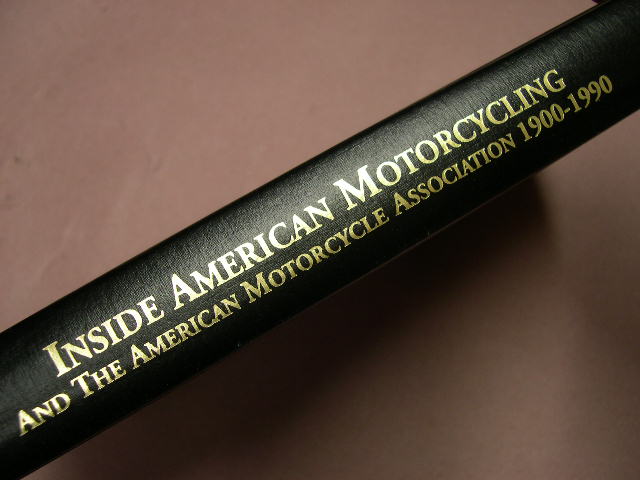 INSIDE AMERICAN MOTORCYCLING
AND THE AMERICAN MOTORCYCLE ASSOCIATION 1900-1990